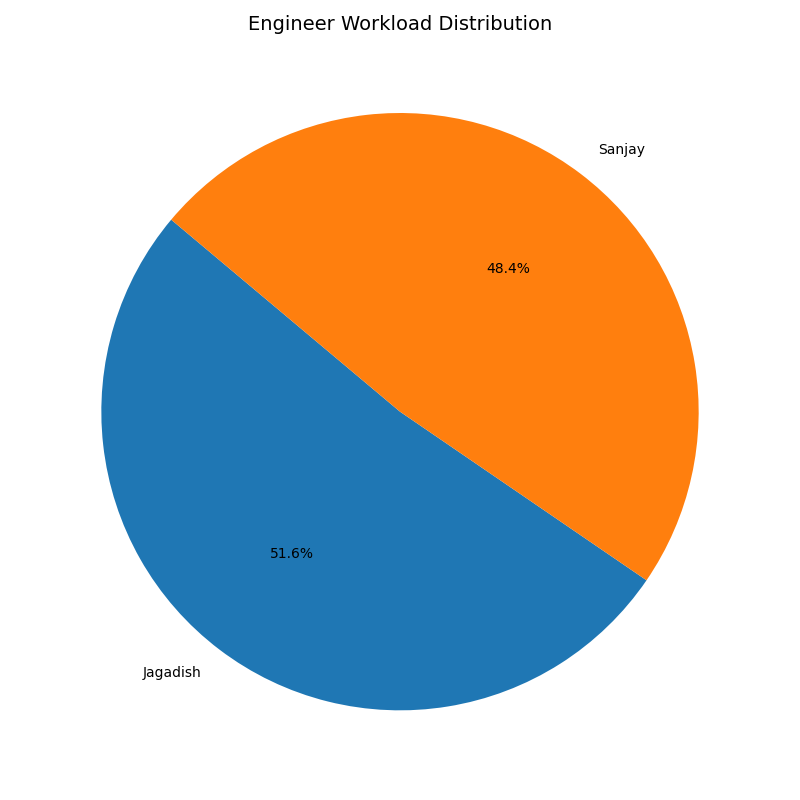 Engineer Workload Distribution
Sanjay
48.4%
51.6%
Jagadish